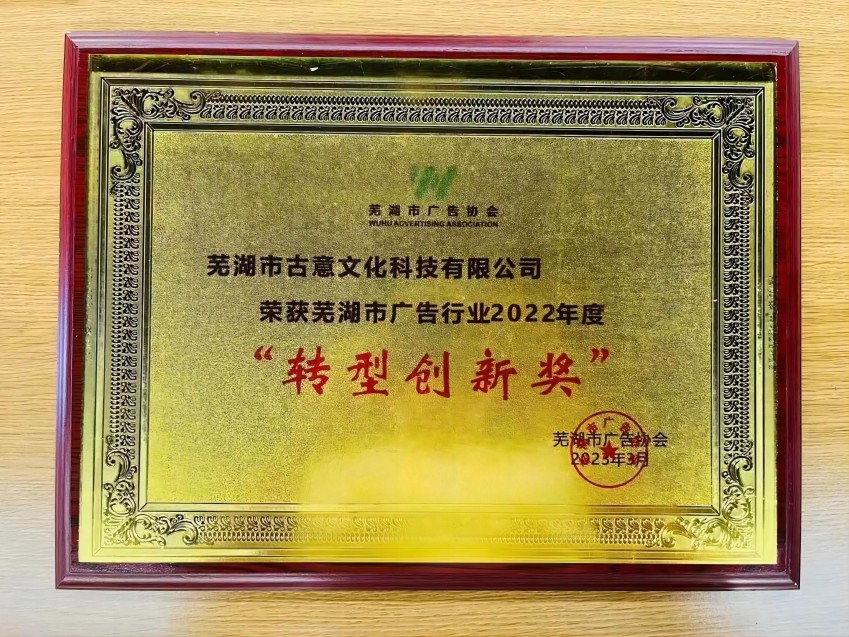 芜湖市广告协会
WUHU ADVERTISING ASSOCIATION
芜湖市古意文化科技有限公司
荣获芜湖市广告行业2022年度
“转型创新奖”
芜湖市广告协会
2023年3月